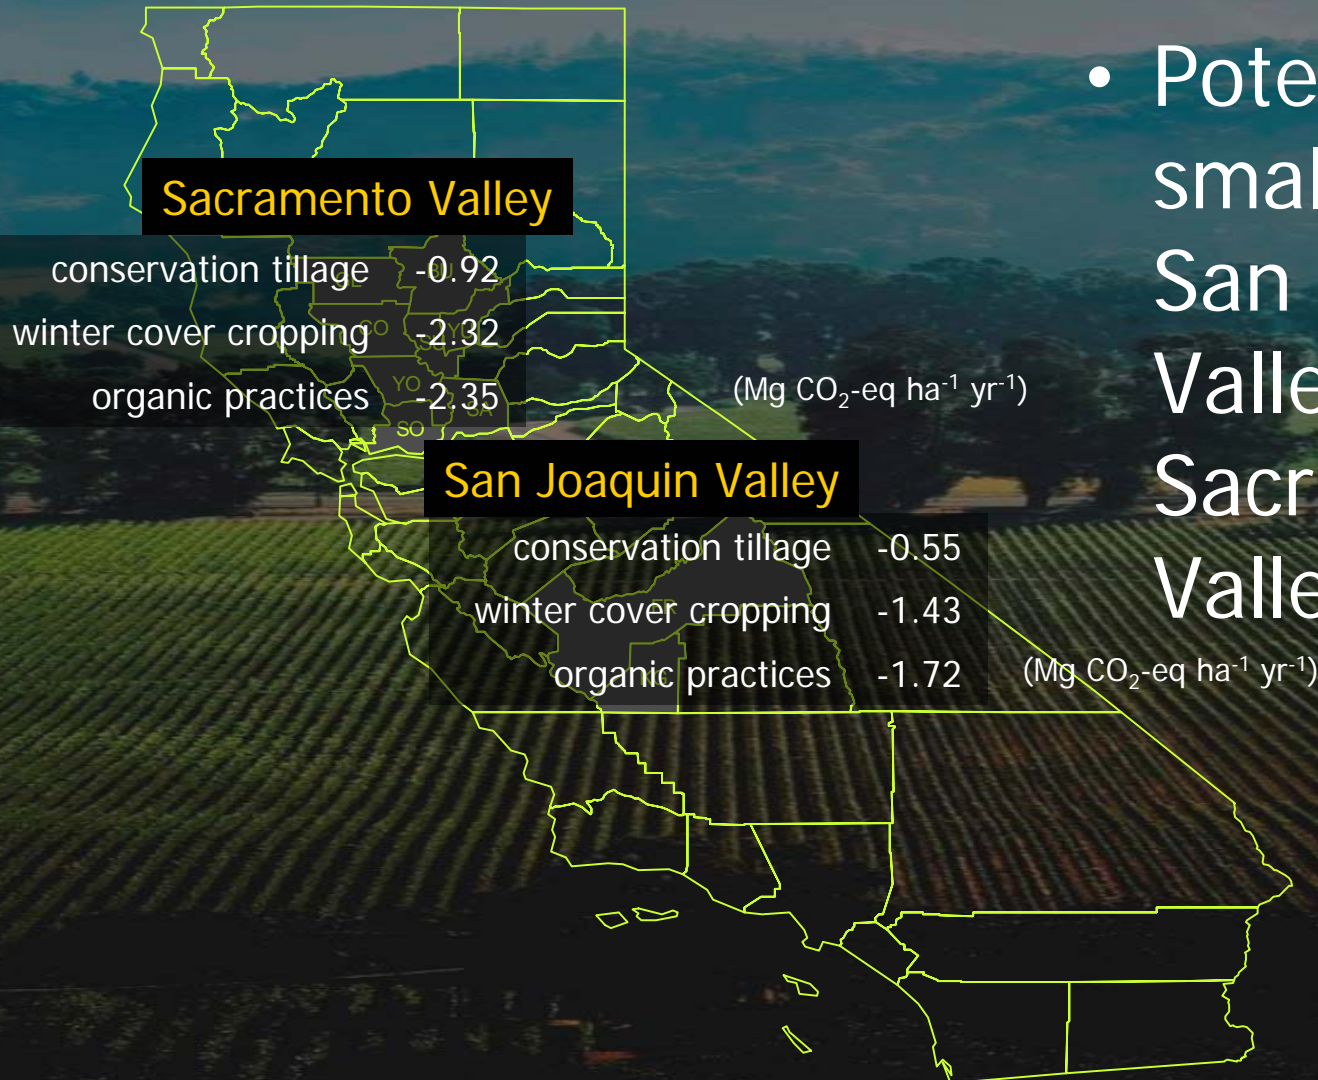 Sacramento Valley
conservation tillage -0.92
winter cover cropping -2.32
organic practices -2.35
(Mg CO₂-eq ha⁻¹ yr⁻¹)
YO
SO
San Joaquin Valley
conservation tillage -0.55
winter cover cropping -1.43
organic practices -1.72
(Mg CO₂-eq ha⁻¹ yr⁻¹)
• Pote
smal
San
Valle
Sacr
Valle